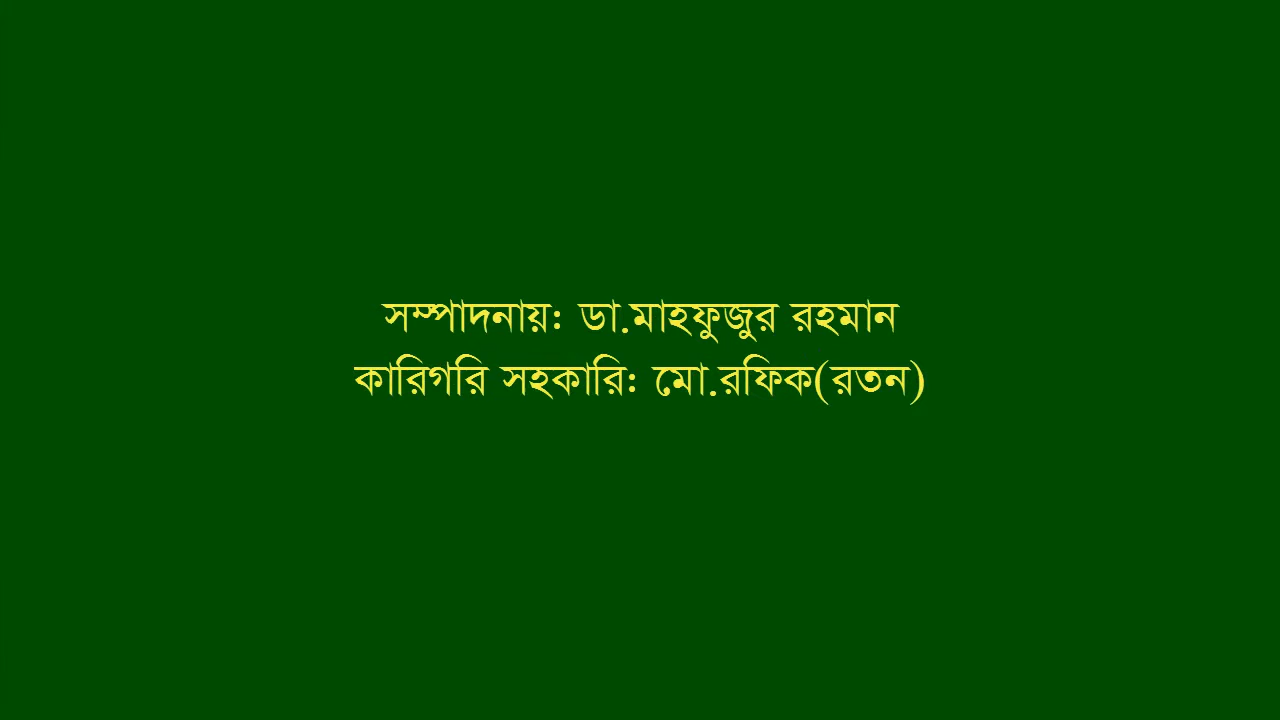 সম্পাদনায়: ডা.মাহফুজুর রহমান
কারিগরি সহকারি: মো.রফিক(রতন)